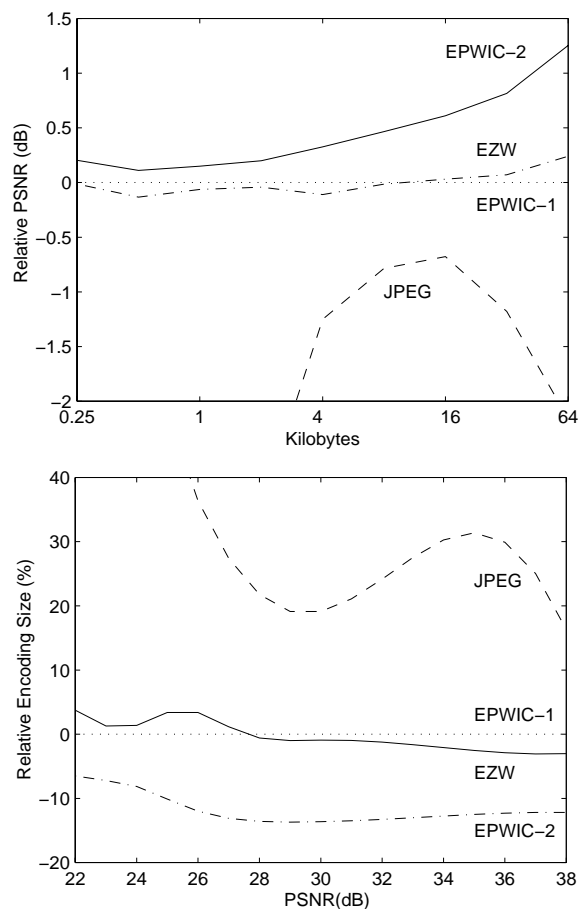 1.5
1
0.5
0
−0.5
−1
−1.5
−2
Relative PSNR (dB)
EPWIC−2
EZW
EPWIC−1
JPEG
0.25 1 4 16 64
Kilobytes
40
30
20
10
0
−10
−20
Relative Encoding Size (%)
JPEG
EPWIC−1
EZW
EPWIC−2
22 24 26 28 30 32 34 36 38
PSNR(dB)